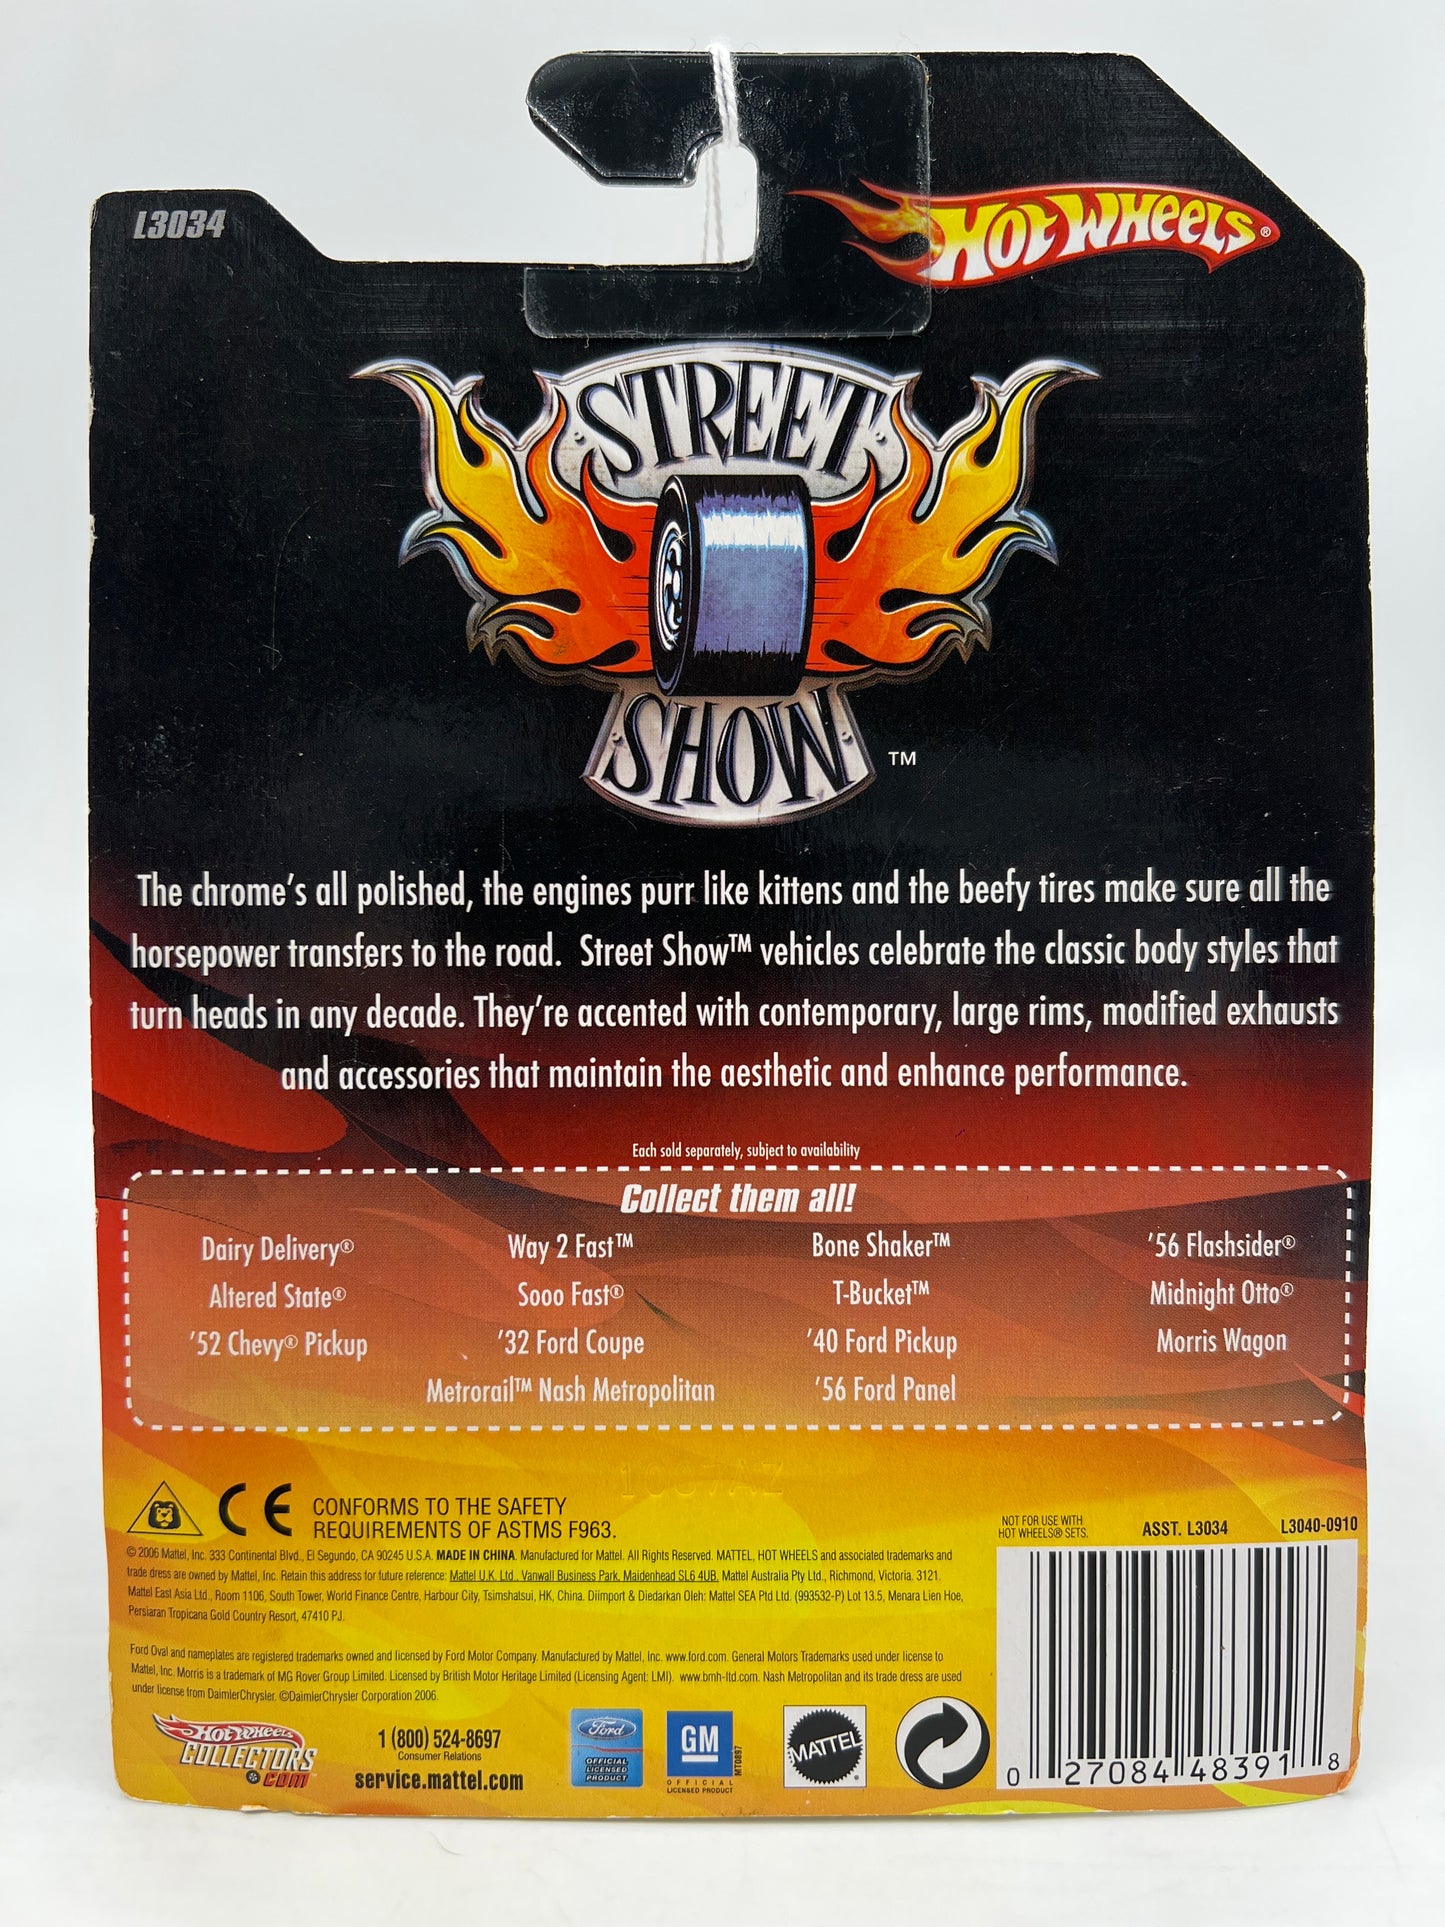 L3034
HOT WHEELS®
STREET
SHOW
TM
The chrome's all polished, the engines purr like kittens and the beefy tires make sure all the
horsepower transfers to the road. Street Show™ vehicles celebrate the classic body styles that
turn heads in any decade. They're accented with contemporary, large rims, modified exhausts
and accessories that maintain the aesthetic and enhance performance.
Each sold separately, subject to availability
Collect them all!
Dairy Delivery® Way 2 Fast™ Bone Shaker™ '56 Flashsider®
Altered State® Sooo Fast® T-Bucket™ Midnight Otto®
'52 Chevy® Pickup '32 Ford Coupe '40 Ford Pickup Morris Wagon
Metrorail™ Nash Metropolitan '56 Ford Panel
CE CONFORMS TO THE SAFETY
REQUIREMENTS OF ASTMS F963.
NOT FOR USE WITH
HOT WHEELS® SETS.
ASST. L3034
L3040-0910
© 2006 Mattel, Inc. 333 Continental Blvd., El Segundo, CA 90245 U.S.A. MADE IN CHINA. Manufactured for Mattel. All Rights Reserved. MATTEL, HOT WHEELS and associated trademarks and
trade dress are owned by Mattel, Inc. Retain this address for future reference: Mattel U.K. Ltd., Vanwall Business Park, Maidenhead SL6 4UB. Mattel Australia Pty Ltd., Richmond, Victoria. 3121.
Mattel East Asia Ltd., Room 1106, South Tower, World Finance Centre, Harbour City, Tsimshatsui, HK, China. Diimport & Diedarkan Oleh: Mattel SEA Ptd Ltd. (993532-P) Lot 13.5, Menara Lien Hoe,
Persiaran Tropicana Gold Country Resort, 47410 PJ.
Ford Oval and nameplates are registered trademarks owned and licensed by Ford Motor Company. Manufactured by Mattel, Inc. www.ford.com. General Motors Trademarks used under license to
Mattel, Inc. Morris is a trademark of MG Rover Group Limited. Licensed by British Motor Heritage Limited (Licensing Agent: LMI). www.bmh-ltd.com. Nash Metropolitan and its trade dress are used
under license from DaimlerChrysler. ©DaimlerChrysler Corporation 2006.
HOT WHEELS
COLLECTORS
.COM
1 (800) 524-8697
Consumer Relations
service.mattel.com
Ford
OFFICIAL
LICENSED
PRODUCT
GM
OFFICIAL
LICENSED PRODUCT
MT0897
MATTEL®
0 27084 48391 8